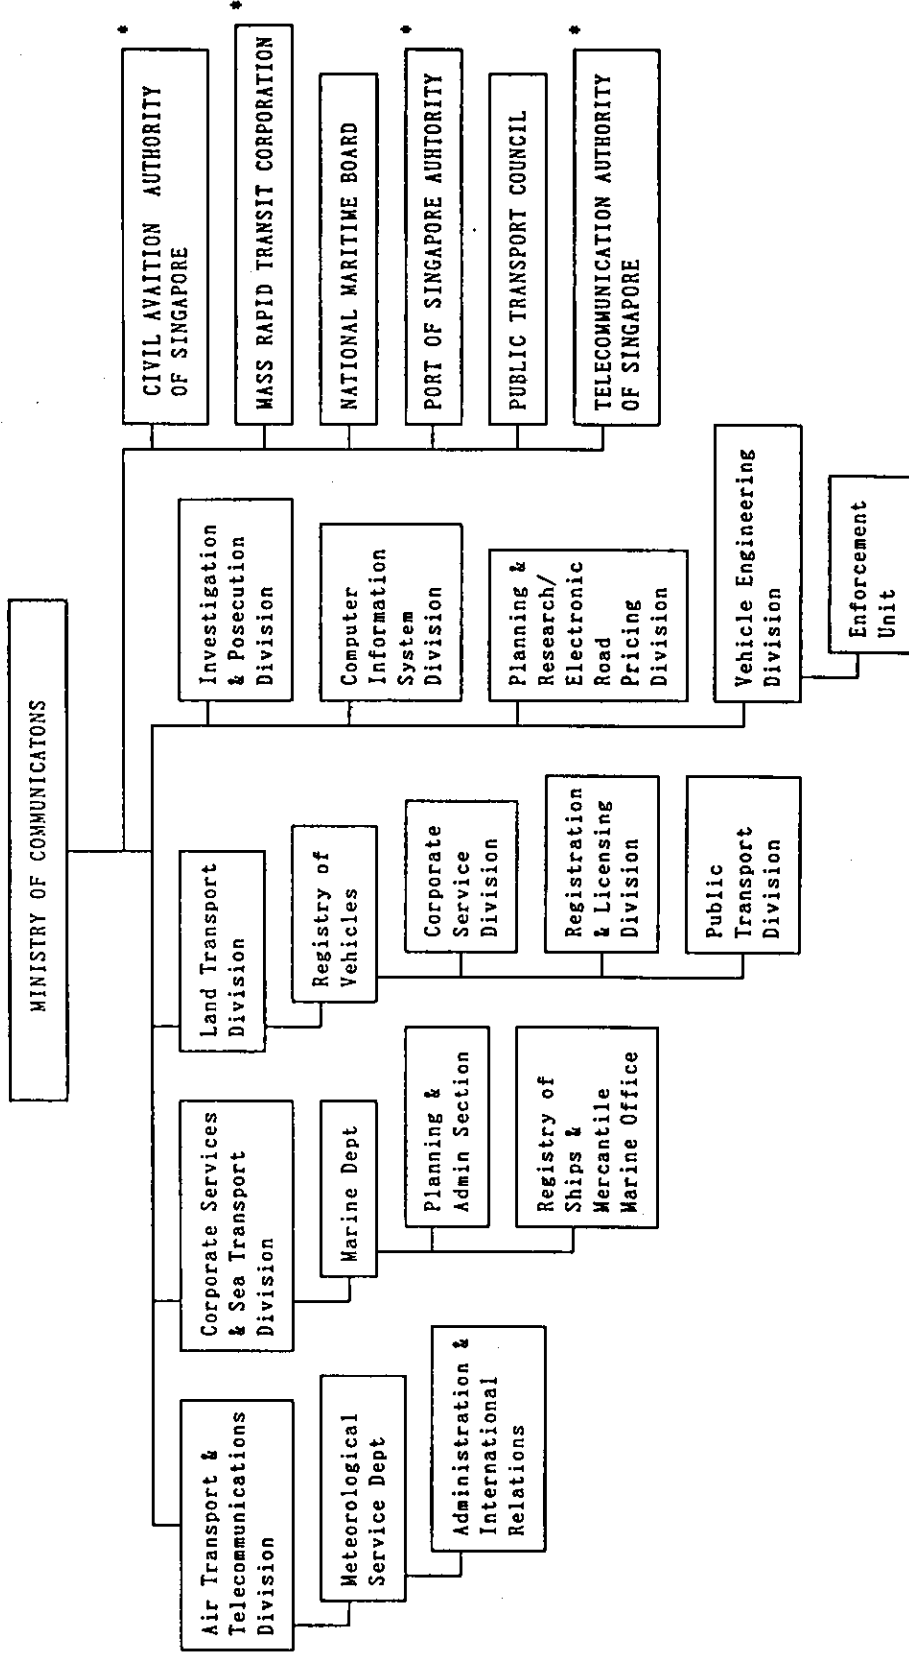 MINISTRY OF COMMUNICATONS
Air Transport &
Telecommunications
Division
Meteorological
Service Dept
Administration &
International
Relations
Corporate Services
& Sea Transport
Division
Marine Dept
Planning &
Admin Section
Registry of
Ships &
Mercantile
Marine Office
Land Transport
Division
Registry of
Vehicles
Corporate
Service
Division
Registration
& Licensing
Division
Public
Transport
Division
Investigation
& Posecution
Division
Computer
Information
System
Division
Planning &
Research/
Electronic
Road
Pricing
Division
Vehicle Engineering
Division
Enforcement
Unit
CIVIL AVAITION AUTHORITY
OF SINGAPORE
*
MASS RAPID TRANSIT CORPORATION
*
NATIONAL MARITIME BOARD
PORT OF SINGAPORE AUHTORITY
*
PUBLIC TRANSPORT COUNCIL
TELECOMMUNICATION AUTHORITY
OF SINGAPORE
*